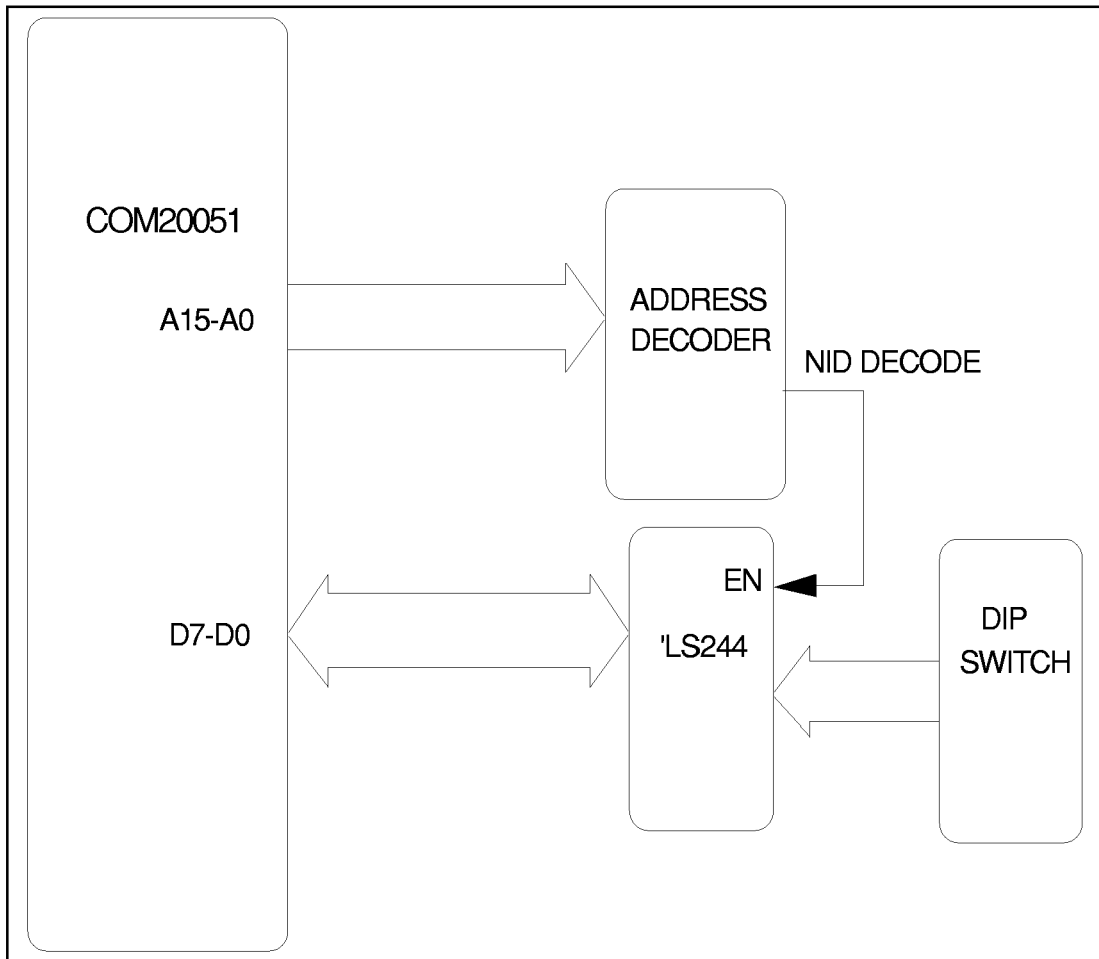 COM20051
A15-A0
ADDRESS
DECODER
NID DECODE
D7-D0
EN
'LS244
DIP
SWITCH